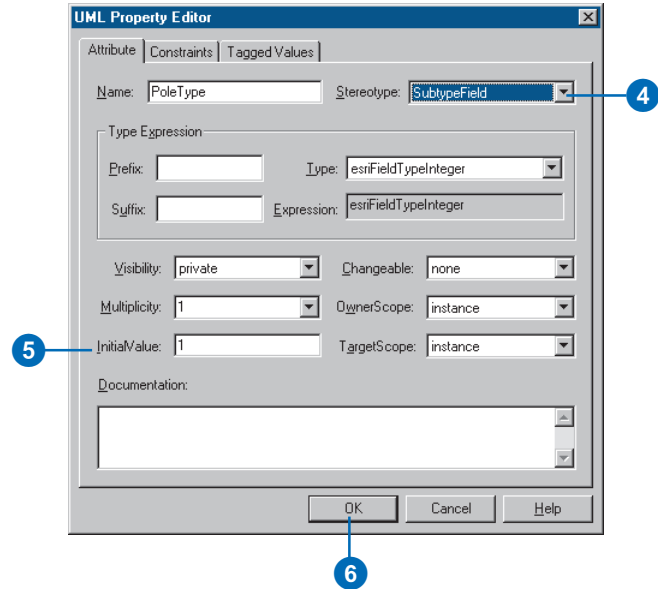 UML Property Editor
Attribute Constraints Tagged Values
Name: PoleType Stereotype: SubtypeField 4
Type Expression
Prefix: Type: esriFieldTypeInteger
Suffix: Expression: esriFieldTypeInteger
Visibility: private Changeable: none
Multiplicity: 1 OwnerScope: instance
5 InitialValue: 1 TargetScope: instance
Documentation:
OK Cancel Help
6